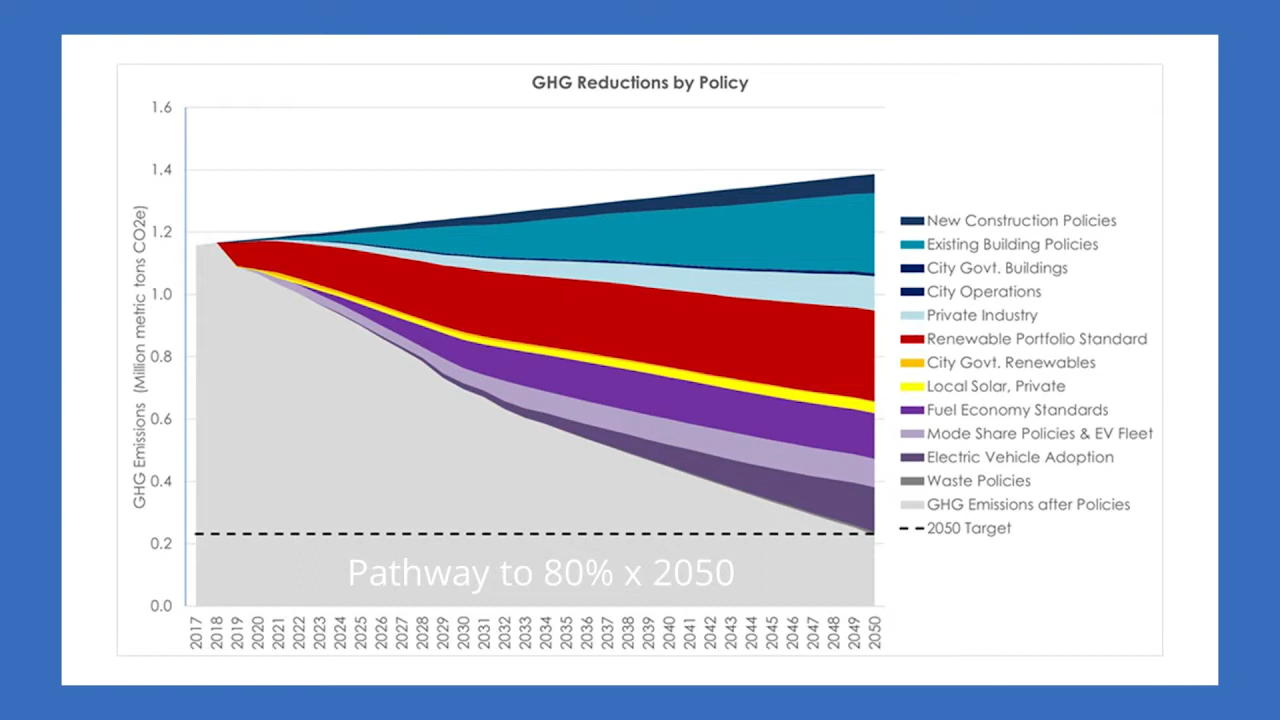 GHG Reductions by Policy
GHG Emissions (Million metric tons CO2e)
1.6
1.4
1.2
1.0
0.8
0.6
0.4
0.2
0.0
2017 2018 2019 2020 2021 2022 2023 2024 2025 2026 2027 2028 2029 2030 2031 2032 2033 2034 2035 2036 2037 2038 2039 2040 2041 2042 2043 2044 2045 2046 2047 2048 2049 2050
Pathway to 80% x 2050
New Construction Policies
Existing Building Policies
City Govt. Buildings
City Operations
Private Industry
Renewable Portfolio Standard
City Govt. Renewables
Local Solar, Private
Fuel Economy Standards
Mode Share Policies & EV Fleet
Electric Vehicle Adoption
Waste Policies
GHG Emissions after Policies
2050 Target